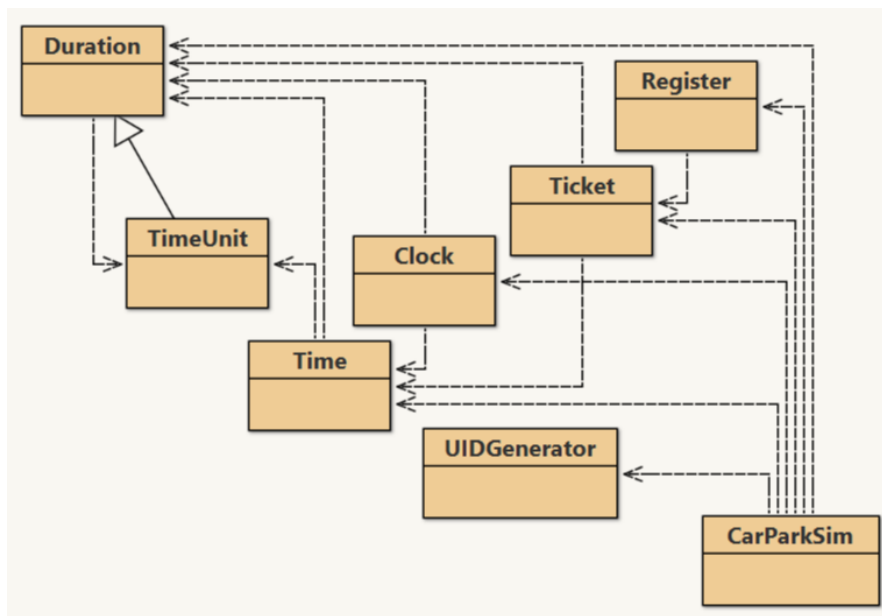 Duration
Register
Ticket
TimeUnit
Clock
Time
UIDGenerator
CarParkSim